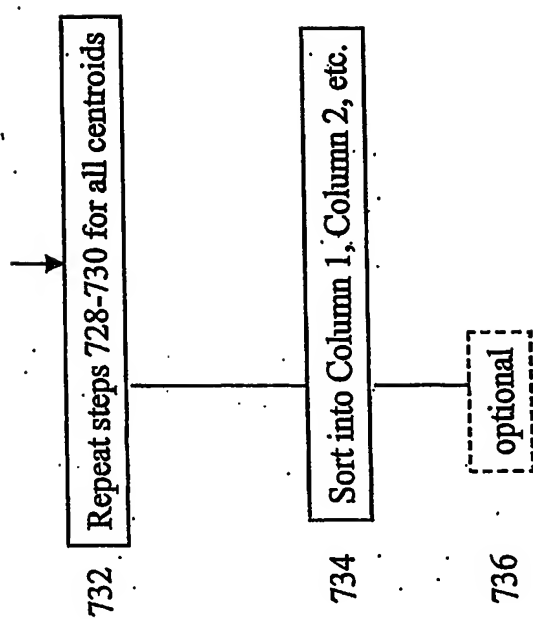 732 Repeat steps 728-730 for all centroids
734 Sort into Column 1, Column 2, etc.
736 optional